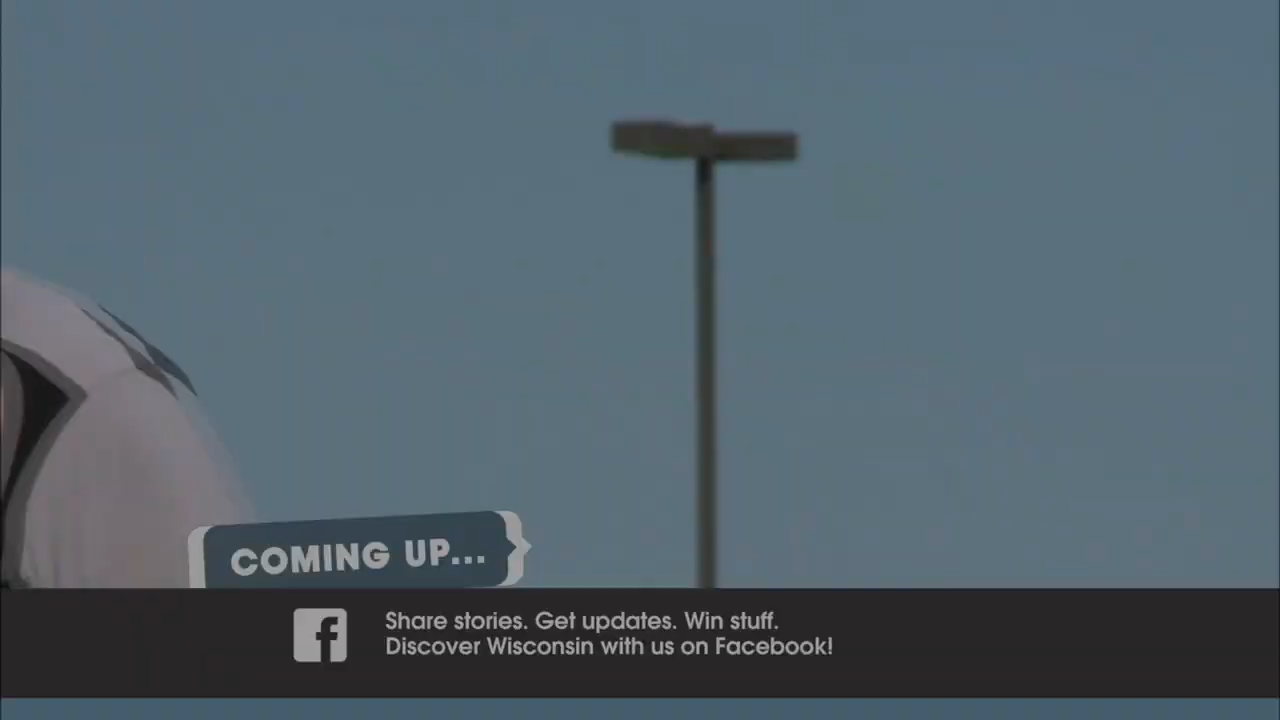 COMING UP...
Share stories. Get updates. Win stuff.
Discover Wisconsin with us on Facebook!